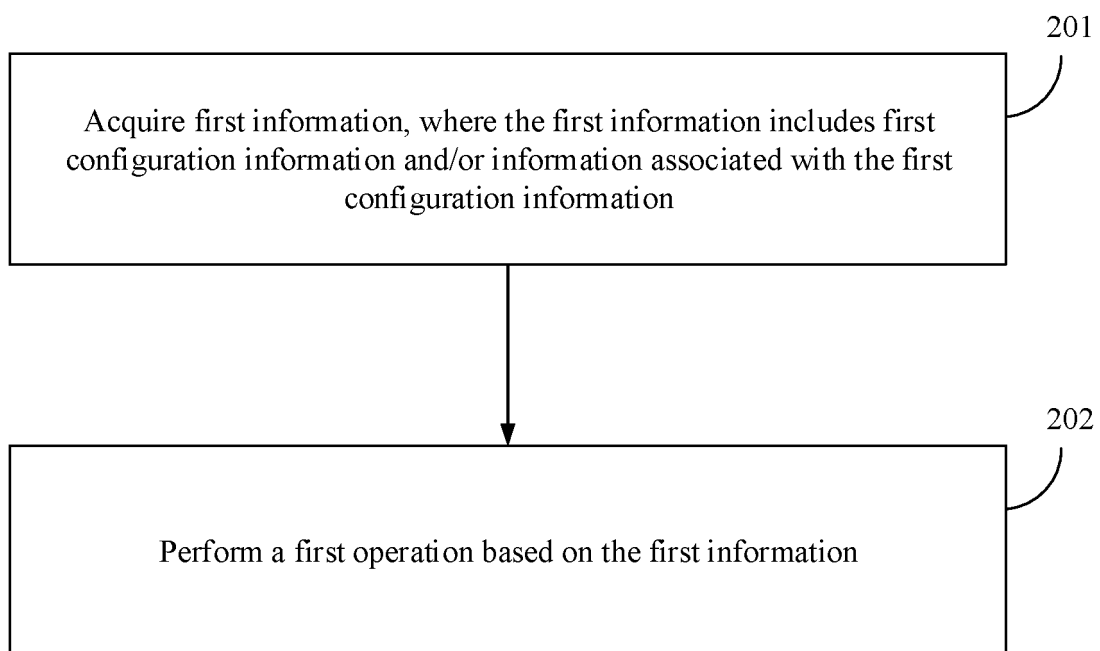 201
Acquire first information, where the first information includes first
configuration information and/or information associated with the first
configuration information
202
Perform a first operation based on the first information